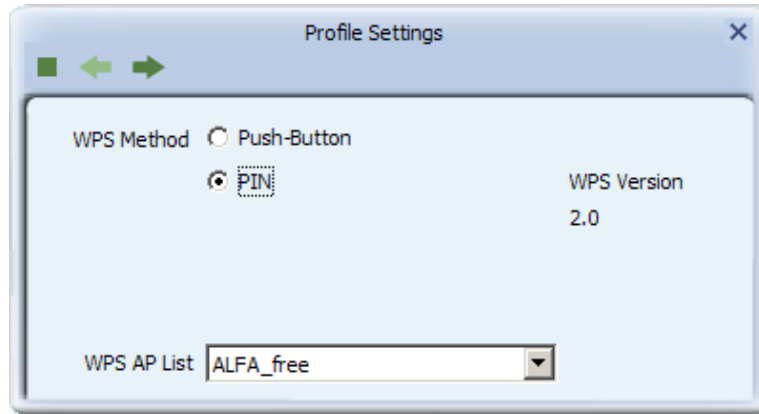 Profile Settings
WPS Method Push-Button
PIN WPS Version
2.0
WPS AP List ALFA_free